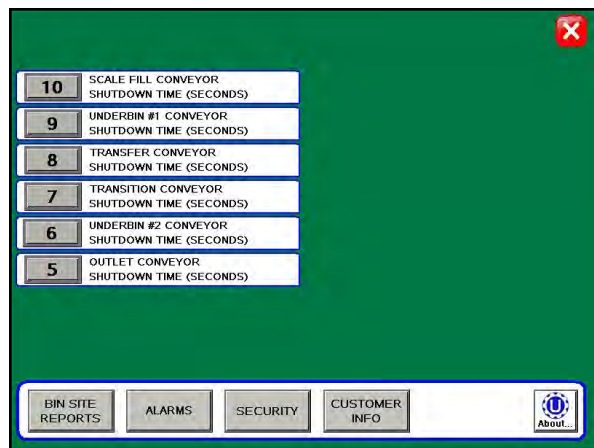 10 SCALE FILL CONVEYOR
SHUTDOWN TIME (SECONDS)
9 UNDERBIN #1 CONVEYOR
SHUTDOWN TIME (SECONDS)
8 TRANSFER CONVEYOR
SHUTDOWN TIME (SECONDS)
7 TRANSITION CONVEYOR
SHUTDOWN TIME (SECONDS)
6 UNDERBIN #2 CONVEYOR
SHUTDOWN TIME (SECONDS)
5 OUTLET CONVEYOR
SHUTDOWN TIME (SECONDS)
BIN SITE
REPORTS
ALARMS
SECURITY
CUSTOMER
INFO
U
About...